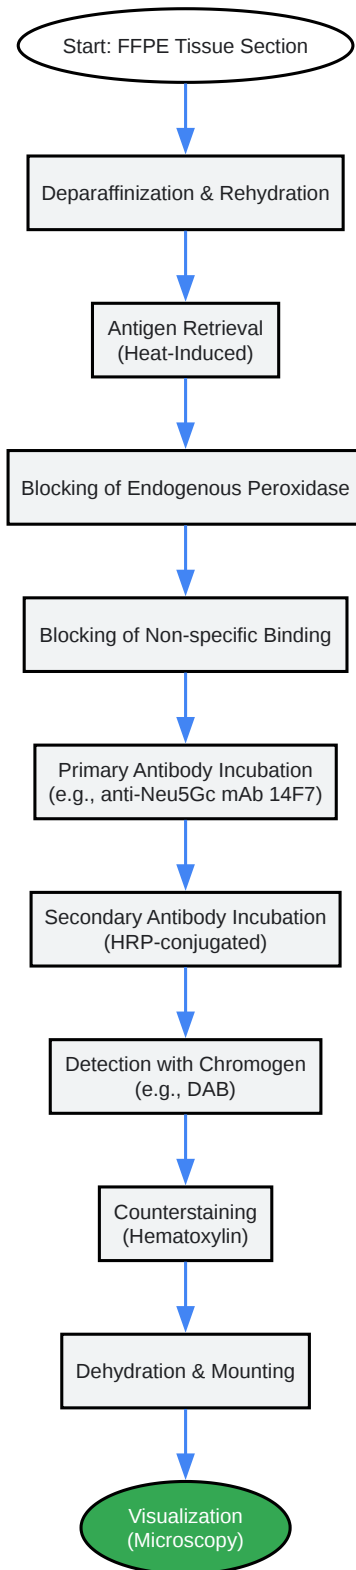 Start: FFPE Tissue Section
Deparaffinization & Rehydration
Antigen Retrieval
(Heat-Induced)
Blocking of Endogenous Peroxidase
Blocking of Non-specific Binding
Primary Antibody Incubation
(e.g., anti-Neu5Gc mAb 14F7)
Secondary Antibody Incubation
(HRP-conjugated)
Detection with Chromogen
(e.g., DAB)
Counterstaining
(Hematoxylin)
Dehydration & Mounting
Visualization
(Microscopy)